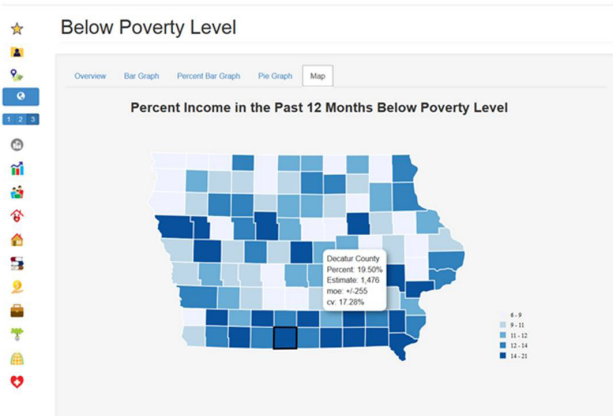 Below Poverty Level
Overview Bar Graph Percent Bar Graph Pie Graph Map
1 2 3
Percent Income in the Past 12 Months Below Poverty Level
Decatur County
Percent: 19.50%
Estimate: 1,476
moe: +/-255
cv: 17.28%
6 - 9
9 - 11
11 - 12
12 - 14
14 - 21